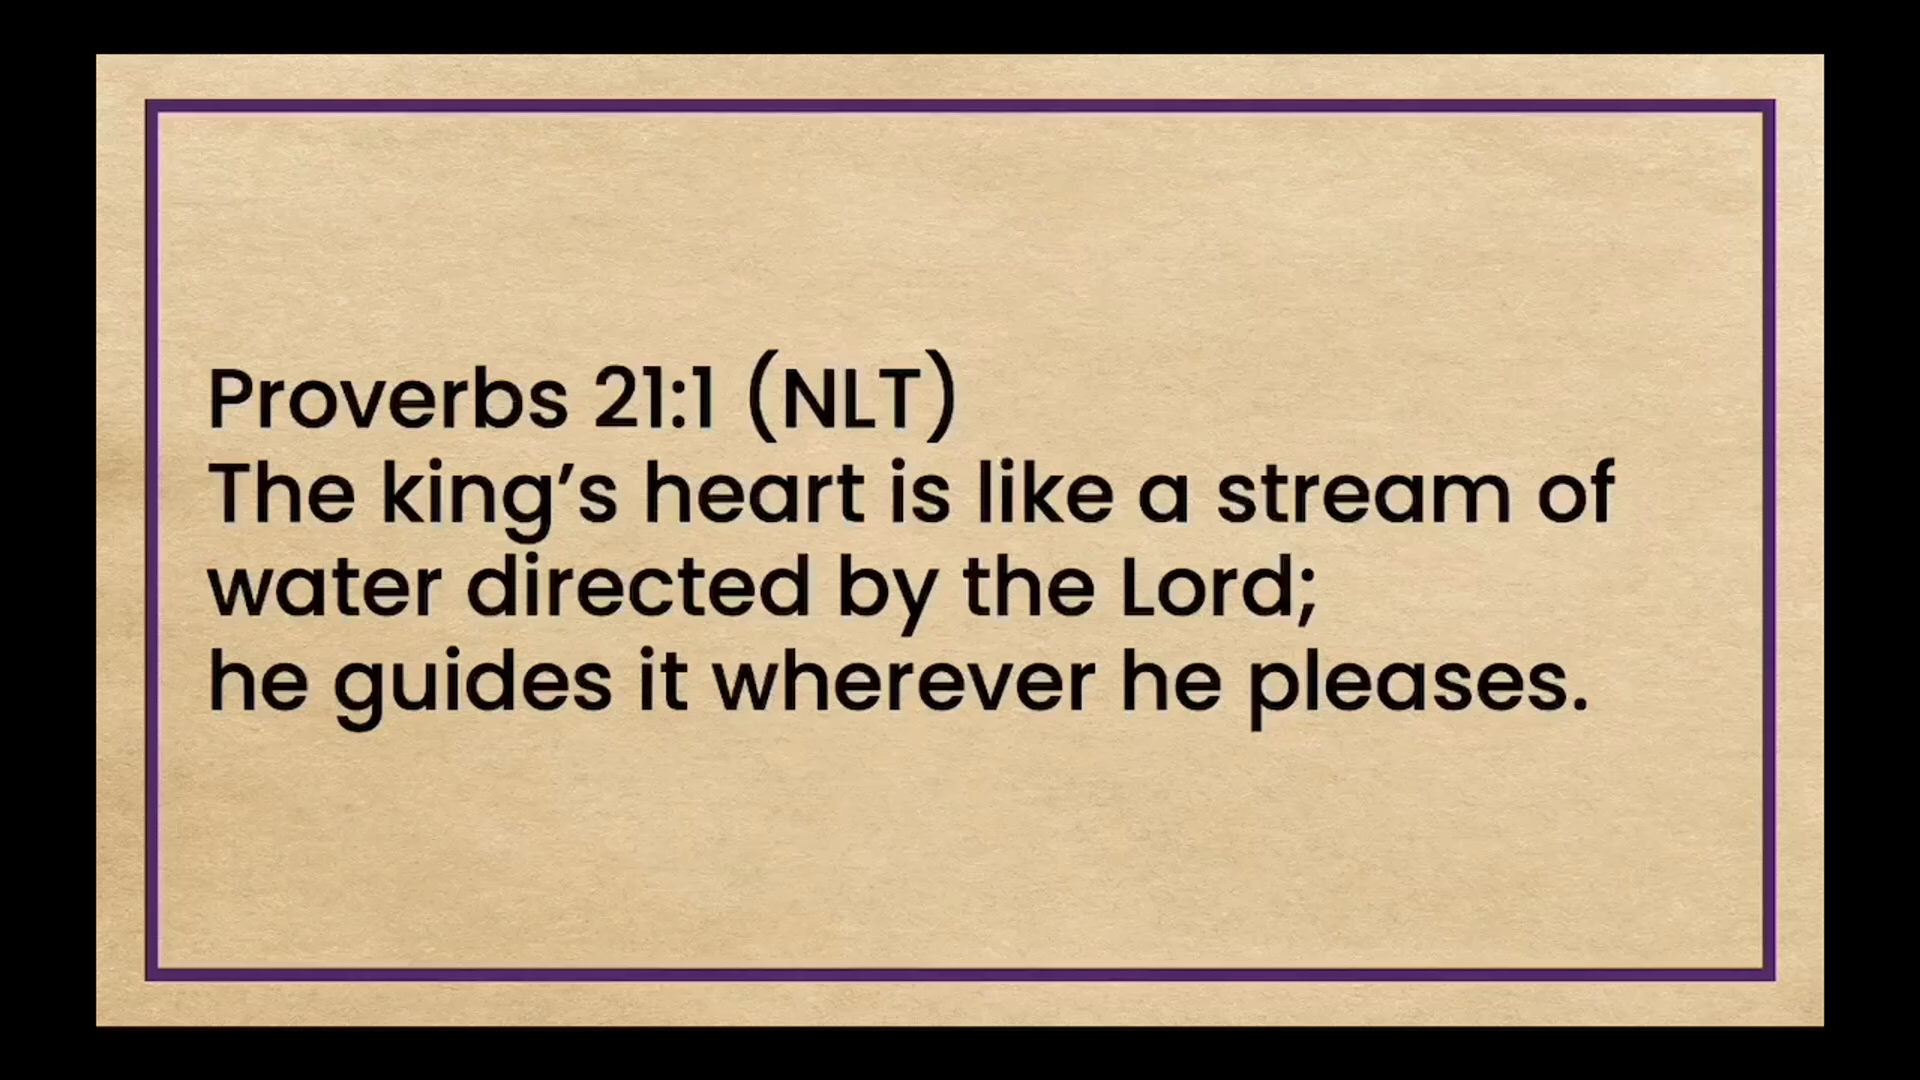 Proverbs 21:1 (NLT)
The king’s heart is like a stream of
water directed by the Lord;
he guides it wherever he pleases.